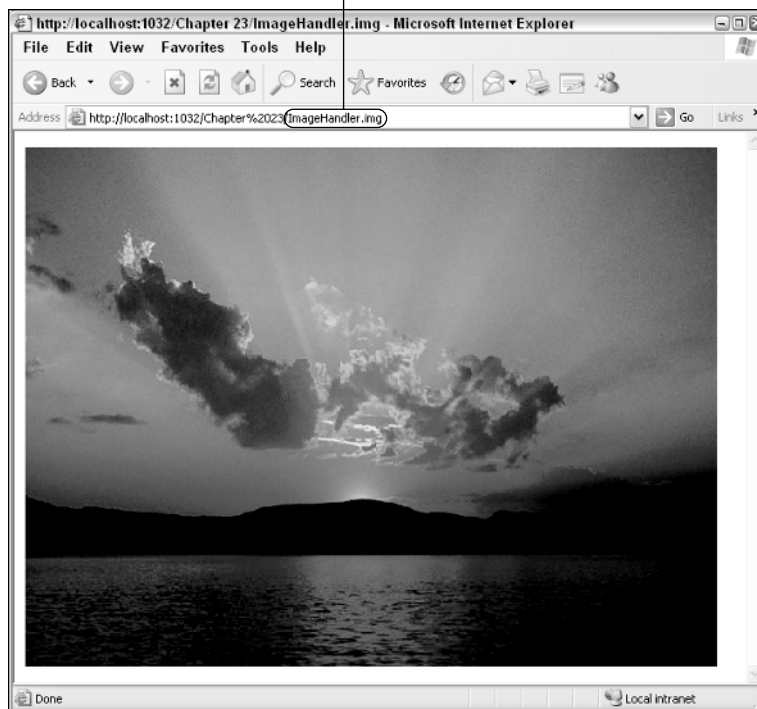 http://localhost:1032/Chapter 23/ImageHandler.img - Microsoft Internet Explorer
File Edit View Favorites Tools Help
Back Search Favorites
Address http://localhost:1032/Chapter%2023/ImageHandler.img Go Links
Done Local intranet